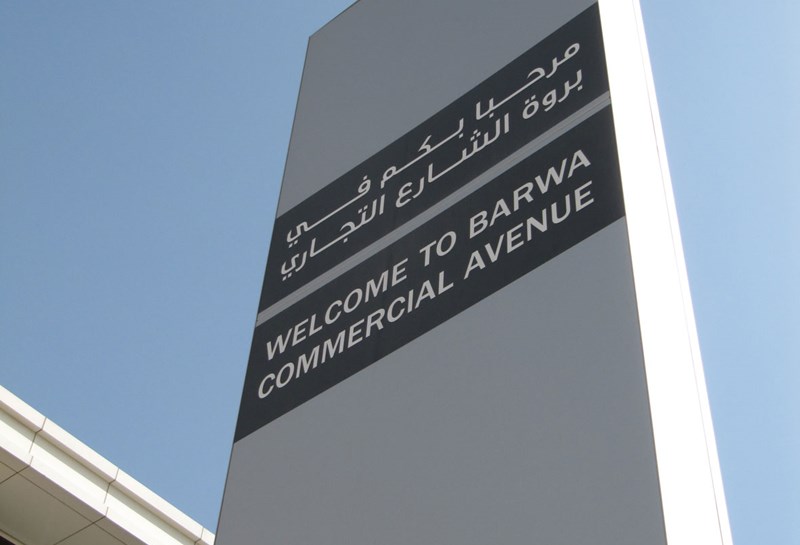 مرحبا بكم في
بروة الشارع التجاري
WELCOME TO BARWA
COMMERCIAL AVENUE